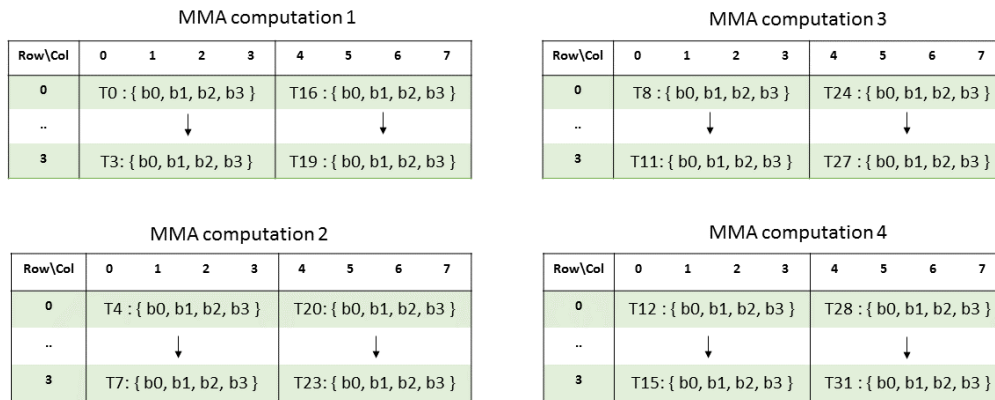 MMA computation 1
Row\Col 0 1 2 3 4 5 6 7
0 T0 : { b0, b1, b2, b3 } T16 : { b0, b1, b2, b3 }
..
3 T3: { b0, b1, b2, b3 } T19 : { b0, b1, b2, b3 }
MMA computation 3
Row\Col 0 1 2 3 4 5 6 7
0 T8 : { b0, b1, b2, b3 } T24 : { b0, b1, b2, b3 }
..
3 T11: { b0, b1, b2, b3 } T27 : { b0, b1, b2, b3 }
MMA computation 2
Row\Col 0 1 2 3 4 5 6 7
0 T4 : { b0, b1, b2, b3 } T20: { b0, b1, b2, b3 }
..
3 T7: { b0, b1, b2, b3 } T23: { b0, b1, b2, b3 }
MMA computation 4
Row\Col 0 1 2 3 4 5 6 7
0 T12 : { b0, b1, b2, b3 } T28 : { b0, b1, b2, b3 }
..
3 T15: { b0, b1, b2, b3 } T31 : { b0, b1, b2, b3 }